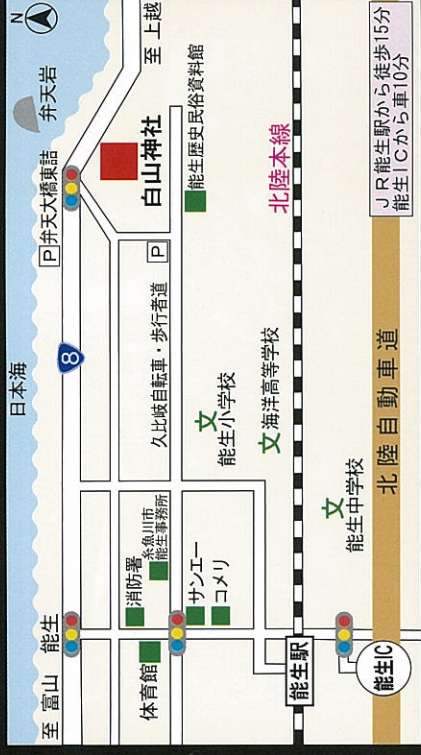 N
日本海
弁天岩
至 富山
能生
8
P
弁天大橋東詰
至 上越
白山神社
能生歴史民俗資料館
P
久比岐自転車・歩行者道
消防署
糸魚川市
能生事務所
体育館
サンエー
コメリ
文
能生小学校
文
海洋高等学校
北陸本線
能生駅
文
能生中学校
能生IC
北陸自動車道
JR能生駅から徒歩15分
能生ICから車10分